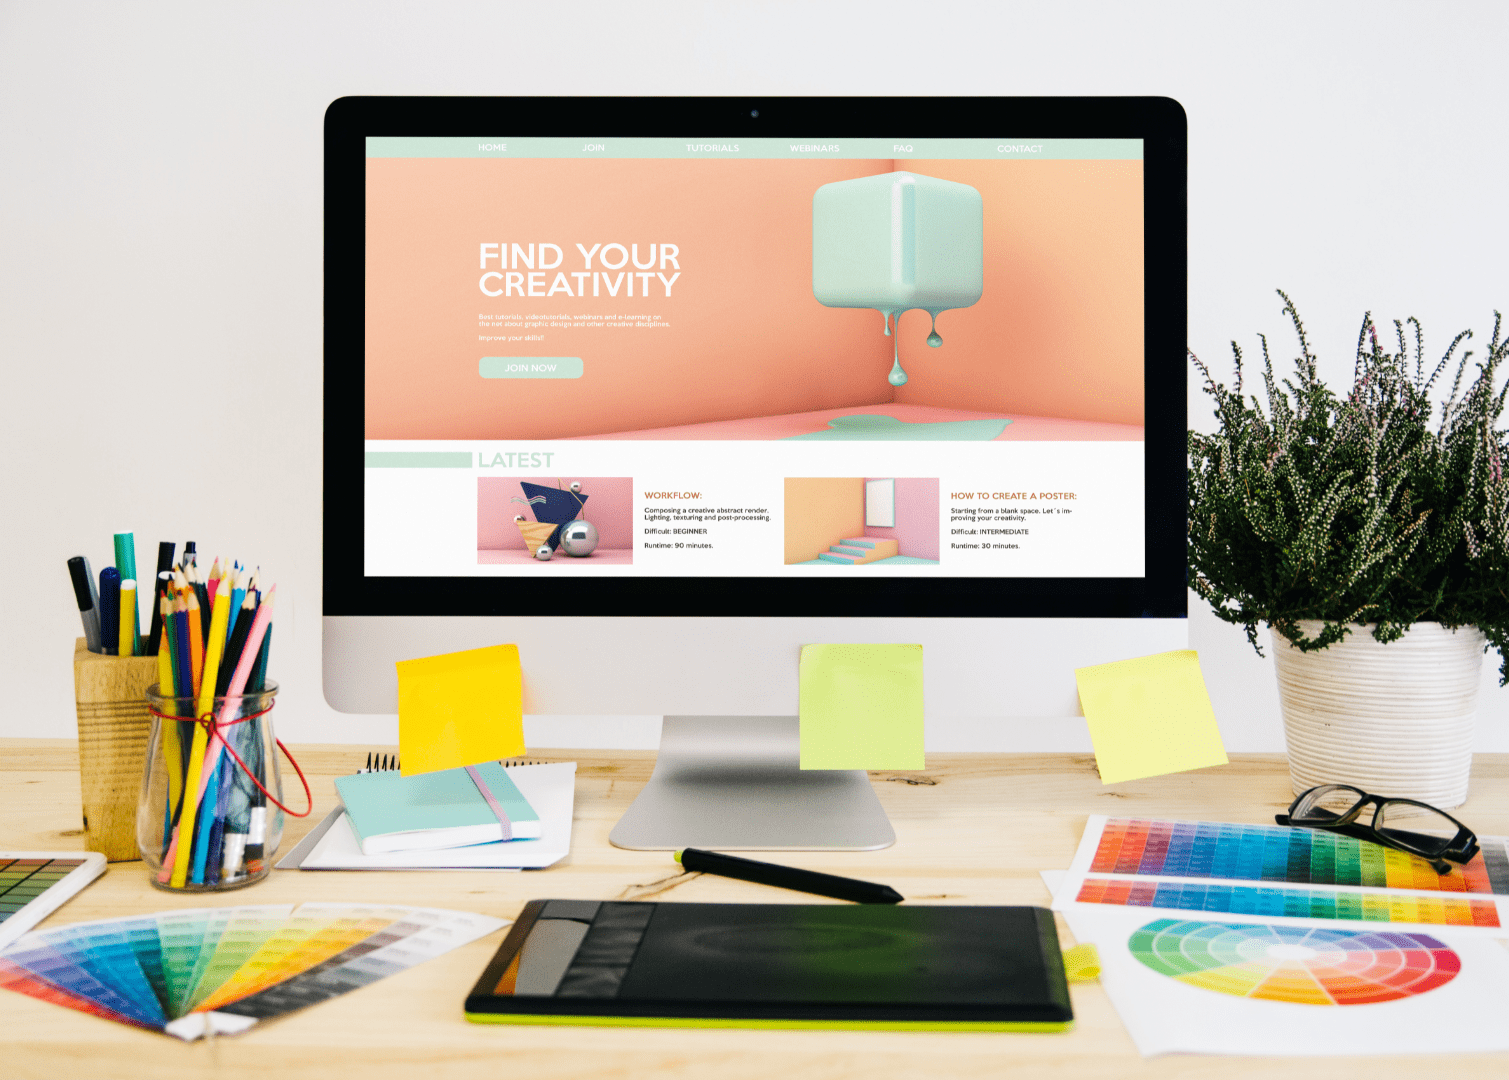 HOME JOIN TUTORIALS WEBINARS FAQ CONTACT
FIND YOUR
CREATIVITY
Best tutorials, videotutorials, webinars and e-learning on
the net about graphic design and other creative disciplines.
Improve your skills!!
JOIN NOW
LATEST
WORKFLOW:
Composing a creative abstract render.
Lighting, texturing and post-processing.
Difficult: BEGINNER
Runtime: 90 minutes.
HOW TO CREATE A POSTER:
Starting from a blank space. Let´s im-
proving your creativity.
Difficult: INTERMEDIATE
Runtime: 30 minutes.